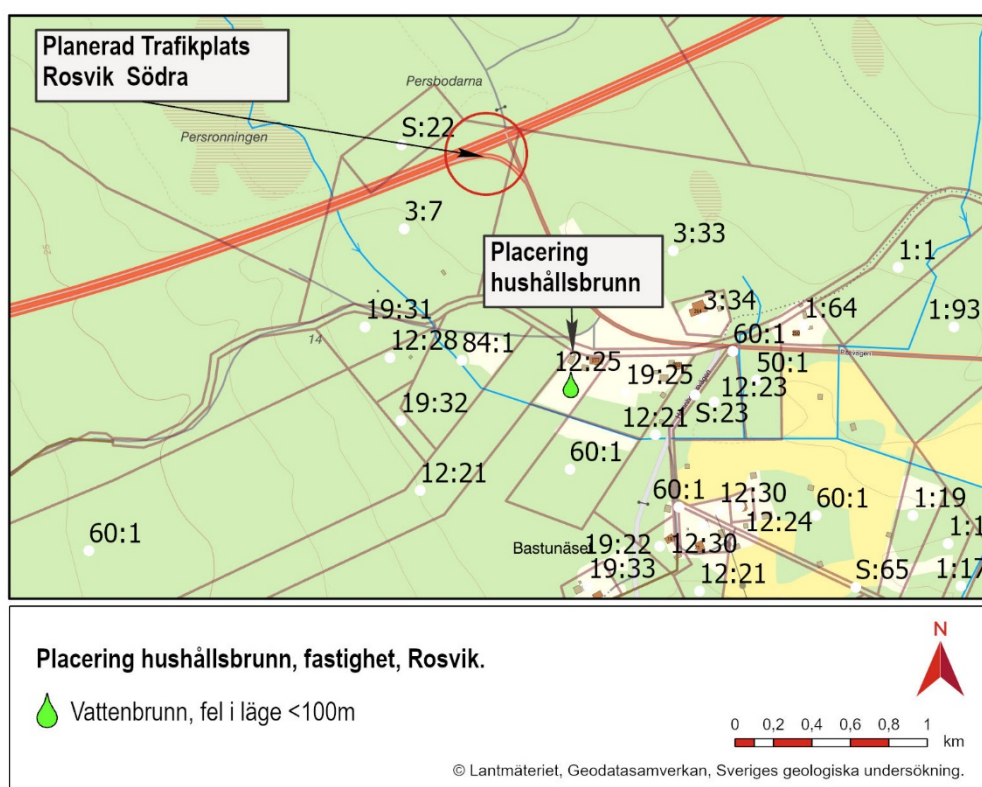 Planerad Trafikplats
Rosvik Södra
Persbodarna
Persronningen
S:22
3:7
3:33
Placering
hushållsbrunn
1:1
3:34
1:64
1:93
19:31
14
12:28
84:1
12:25
60:1
50:1
19:25
12:23
S:23
19:32
12:21
60:1
12:21
60:1
12:30
60:1
1:19
12:24
60:1
Bastunäset
19:22
12:30
1:1
19:33
12:21
S:65
1:17
Placering hushållsbrunn, fastighet, Rosvik.
Vattenbrunn, fel i läge <100m
N
0 0,2 0,4 0,6 0,8 1
km
© Lantmäteriet, Geodatasamverkan, Sveriges geologiska undersökning.